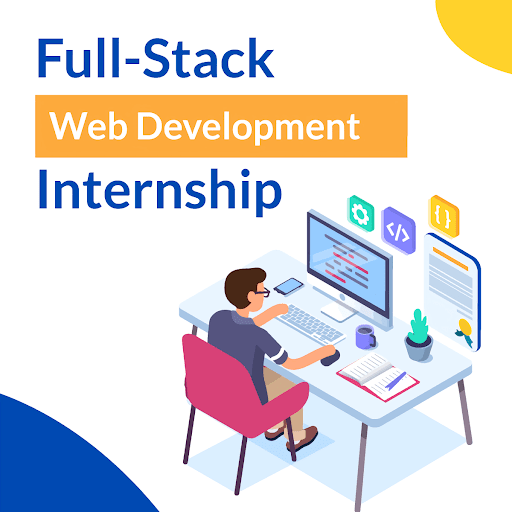 Full-Stack
Web Development
Internship
</>
{ }